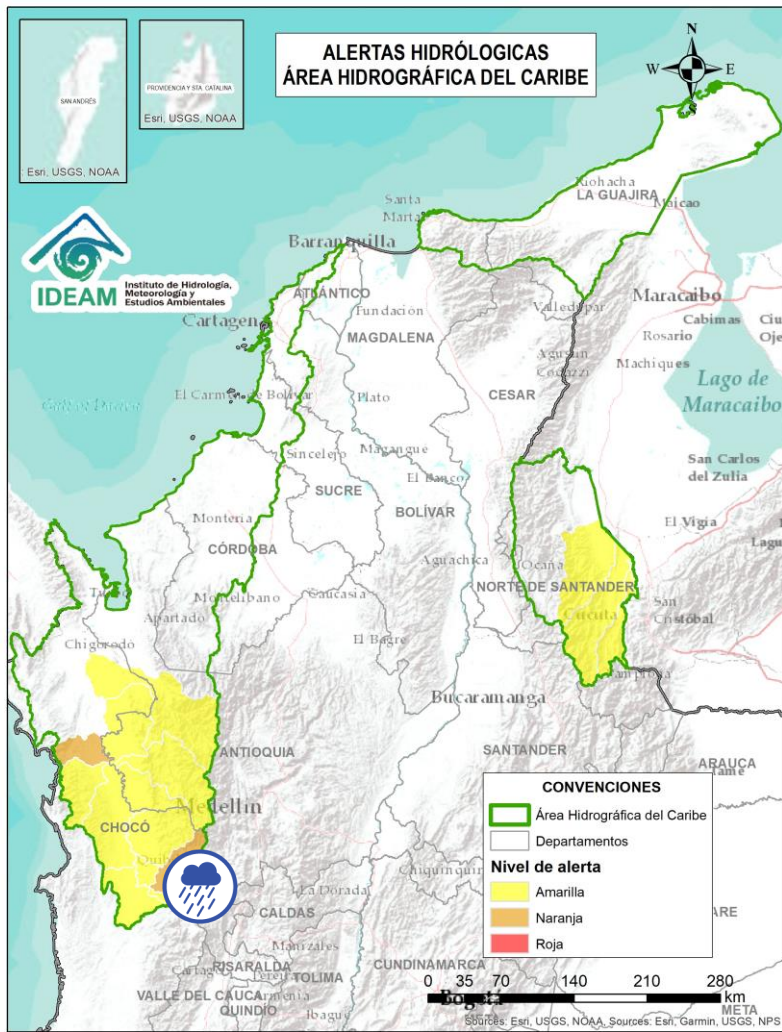 ALERTAS HIDRÓLOGICAS
ÁREA HIDROGRÁFICA DEL CARIBE
N
W
E
S
SAN ANDRÉS
Esri, USGS, NOAA
PROVIDENCIA Y STA. CATALINA
Esri, USGS, NOAA
IDEAM
Instituto de Hidrología,
Meteorología y
Estudios Ambientales
Riohacha
LA GUAJIRA
Maicao
Santa
Marta
Barranquilla
ATLÁNTICO
Cartagena
Fundación
Valledupar
Maracaibo
Cabimas
Rosario
Machiques
MAGDALENA
Agustín
Codazzi
CESAR
Lago de
Maracaibo
El Carmen de Bolívar
Plato
Sincelejo
Magangue
SUCRE
El Banco
BOLÍVAR
San Carlos
del Zulia
El Vigía
Montería
CÓRDOBA
Aguachica
Ocaña
NORTE DE SANTANDER
Cúcuta
San
Cristóbal
Montelibano
Caucasia
Apartado
Chigorodó
El Bagre
Bucaramanga
SANTANDER
ARAUCA
ANTIOQUIA
Medellín
CHOCÓ
La Dorada
CALDAS
Manizales
RISARALDA
TOLIMA
CUNDINAMARCA
VALLE DEL CAUCA
Armenia
QUINDÍO
Ibague
Bogotá
META
CONVENCIONES
Área Hidrográfica del Caribe
Departamentos
Nivel de alerta
Amarilla
Naranja
Roja
0 35 70 140 210 280
km
Sources: Esri, USGS, NOAA, Sources: Esri, Garmin, USGS, NPS